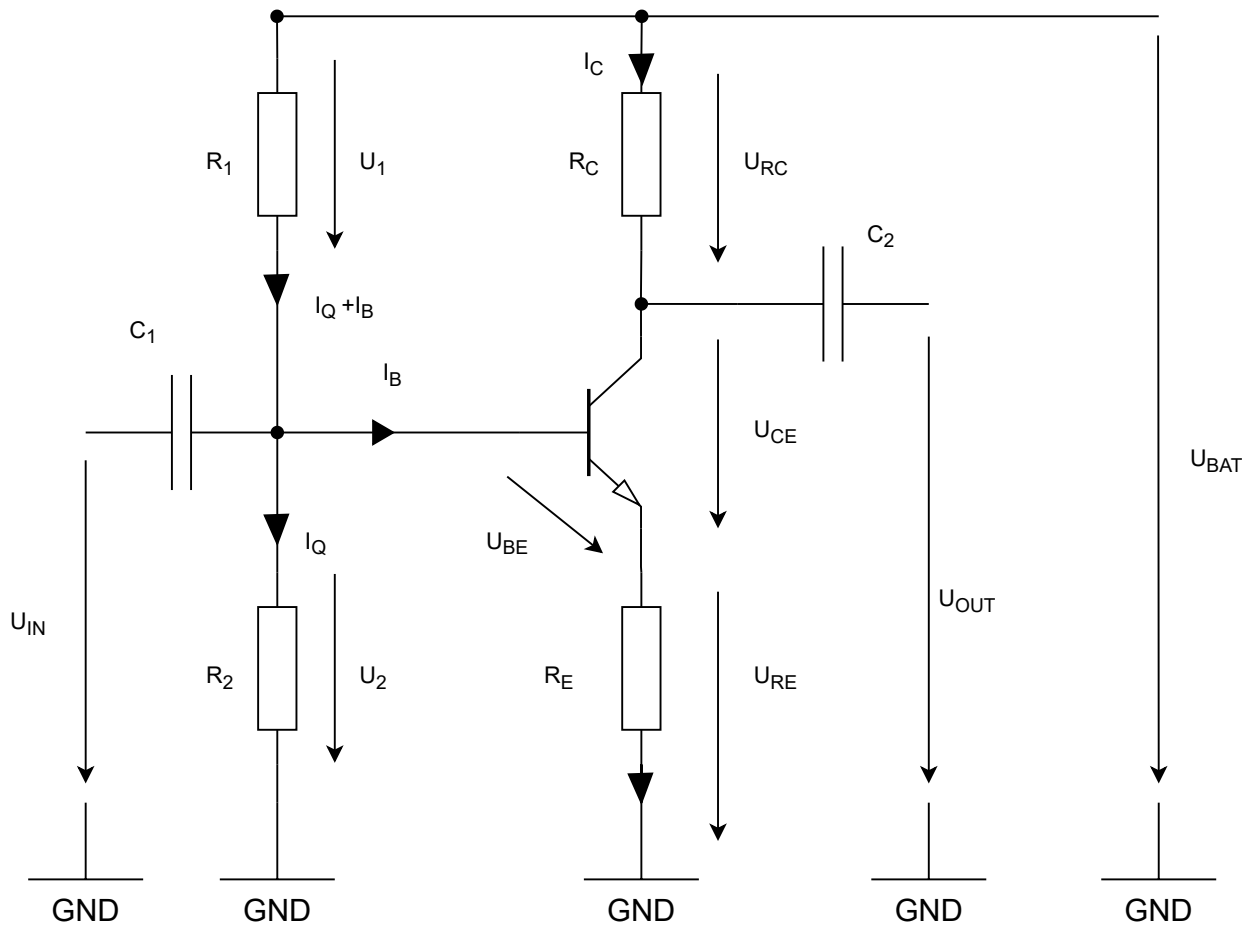 I_C
R_1
U_1
R_C
U_RC
C_2
I_Q +I_B
C_1
I_B
U_CE
U_BAT
I_Q
U_BE
U_OUT
U_IN
R_2
U_2
R_E
U_RE
GND
GND
GND
GND
GND